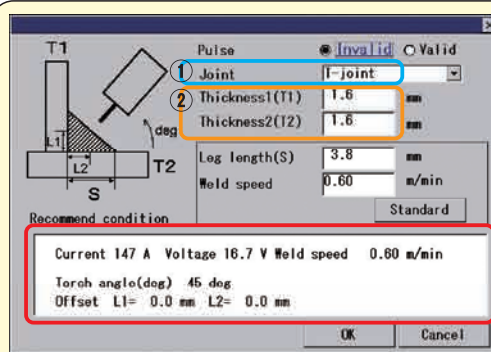 T1
Pulse Invalid Valid
① Joint T-joint
② Thickness1(T1) 1.6 mm
Thickness2(T2) 1.6 mm
deg
L1
L2 T2
S
Leg length(S) 3.8 mm
Weld speed 0.60 m/min
Standard
Recommend condition
Current 147 A Voltage 16.7 V Weld speed 0.60 m/min
Torch angle(deg) 45 deg
Offset L1= 0.0 mm L2= 0.0 mm
OK Cancel